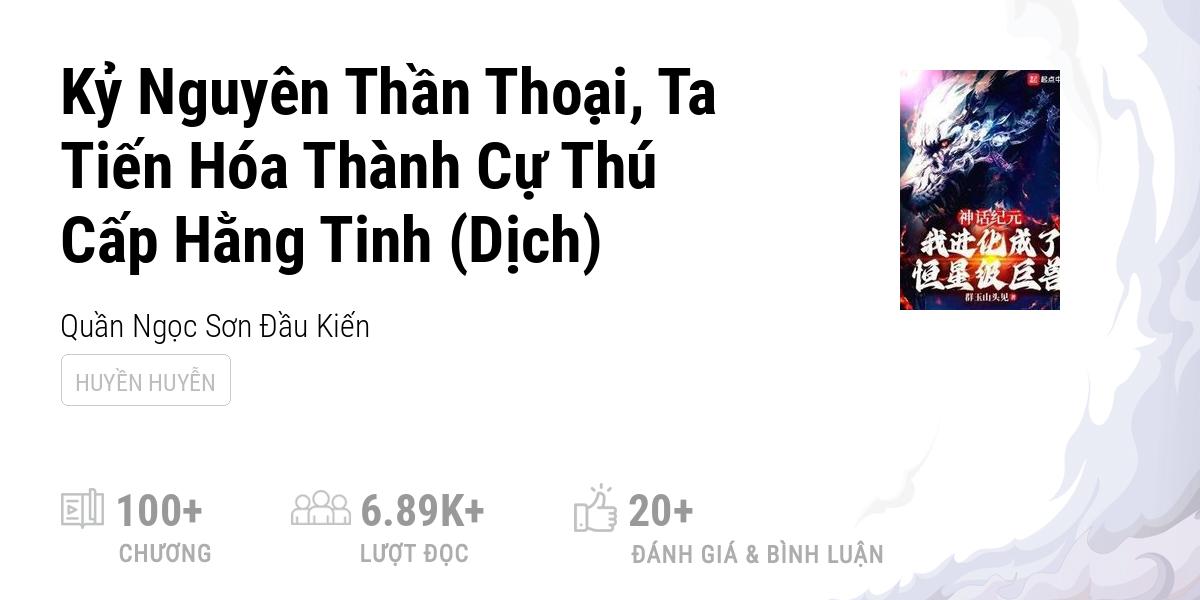 Kỷ Nguyên Thần Thoại, Ta
Tiến Hóa Thành Cự Thú
Cấp Hằng Tinh (Dịch)
Quần Ngọc Sơn Đầu Kiến
HUYỀN HUYỄN
起点中
神话纪元
我进化成了
恒星级巨兽
群玉山头见 著
100+
CHƯƠNG
6.89K+
LƯỢT ĐỌC
20+
ĐÁNH GIÁ & BÌNH LUẬN